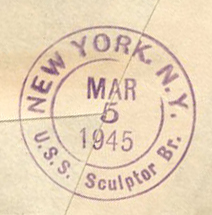 NEW YORK, N.Y.
MAR
5
1945
U.S.S. Sculptor Br.